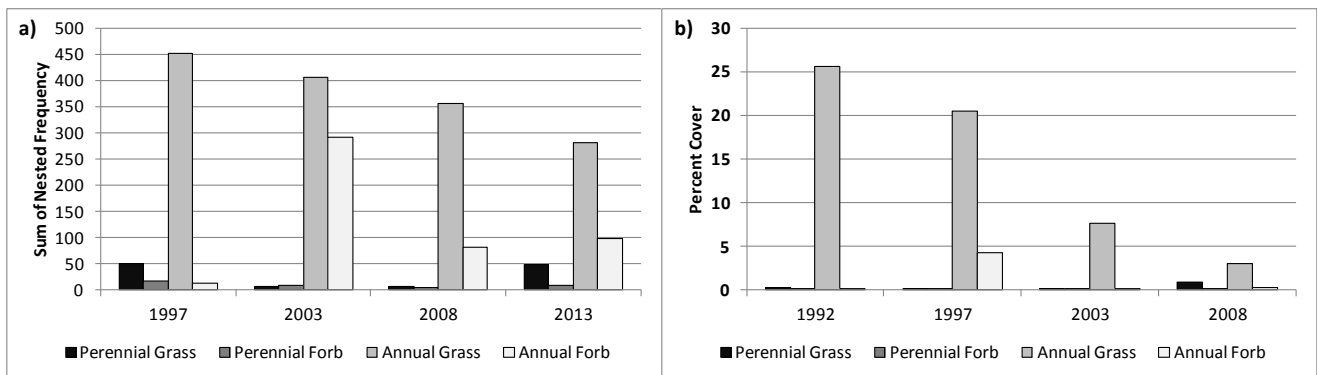 a)
Sum of Nested Frequency
500
450
400
350
300
250
200
150
100
50
0
1997 2003 2008 2013
Perennial Grass Perennial Forb Annual Grass Annual Forb
b)
Percent Cover
30
25
20
15
10
5
0
1992 1997 2003 2008
Perennial Grass Perennial Forb Annual Grass Annual Forb